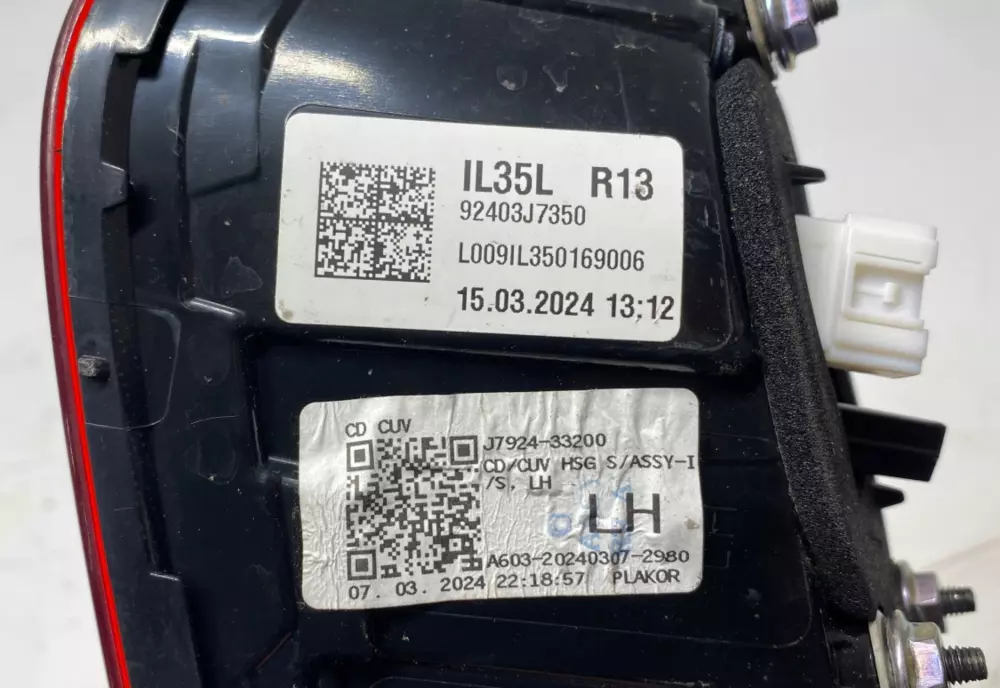 IL35L R13
92403J7350
L009IL350169006
15.03.2024 13:12
CD CUV
J7924-33200
CD/CUV HSG S/ASSY-I
/S, LH
LH
A603-20240307-2980
07. 03. 2024 22:18:57 PLAKOR